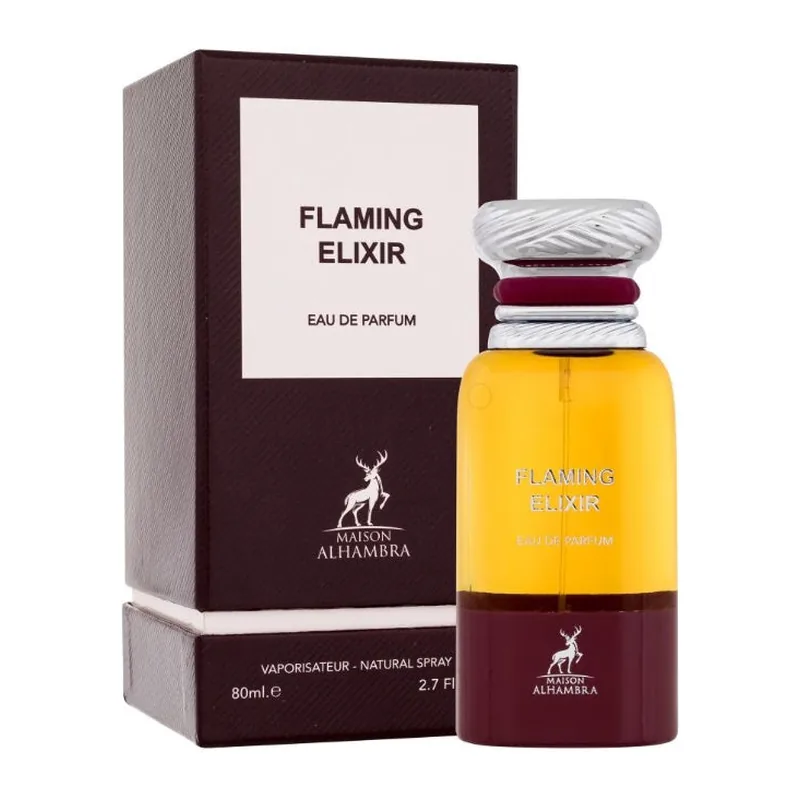 FLAMING
ELIXIR
EAU DE PARFUM
MAISON
ALHAMBRA
VAPORISATEUR - NATURAL SPRAY
80ml.e 2.7 Fl
FLAMING
ELIXIR
EAU DE PARFUM
MAISON
ALHAMBRA